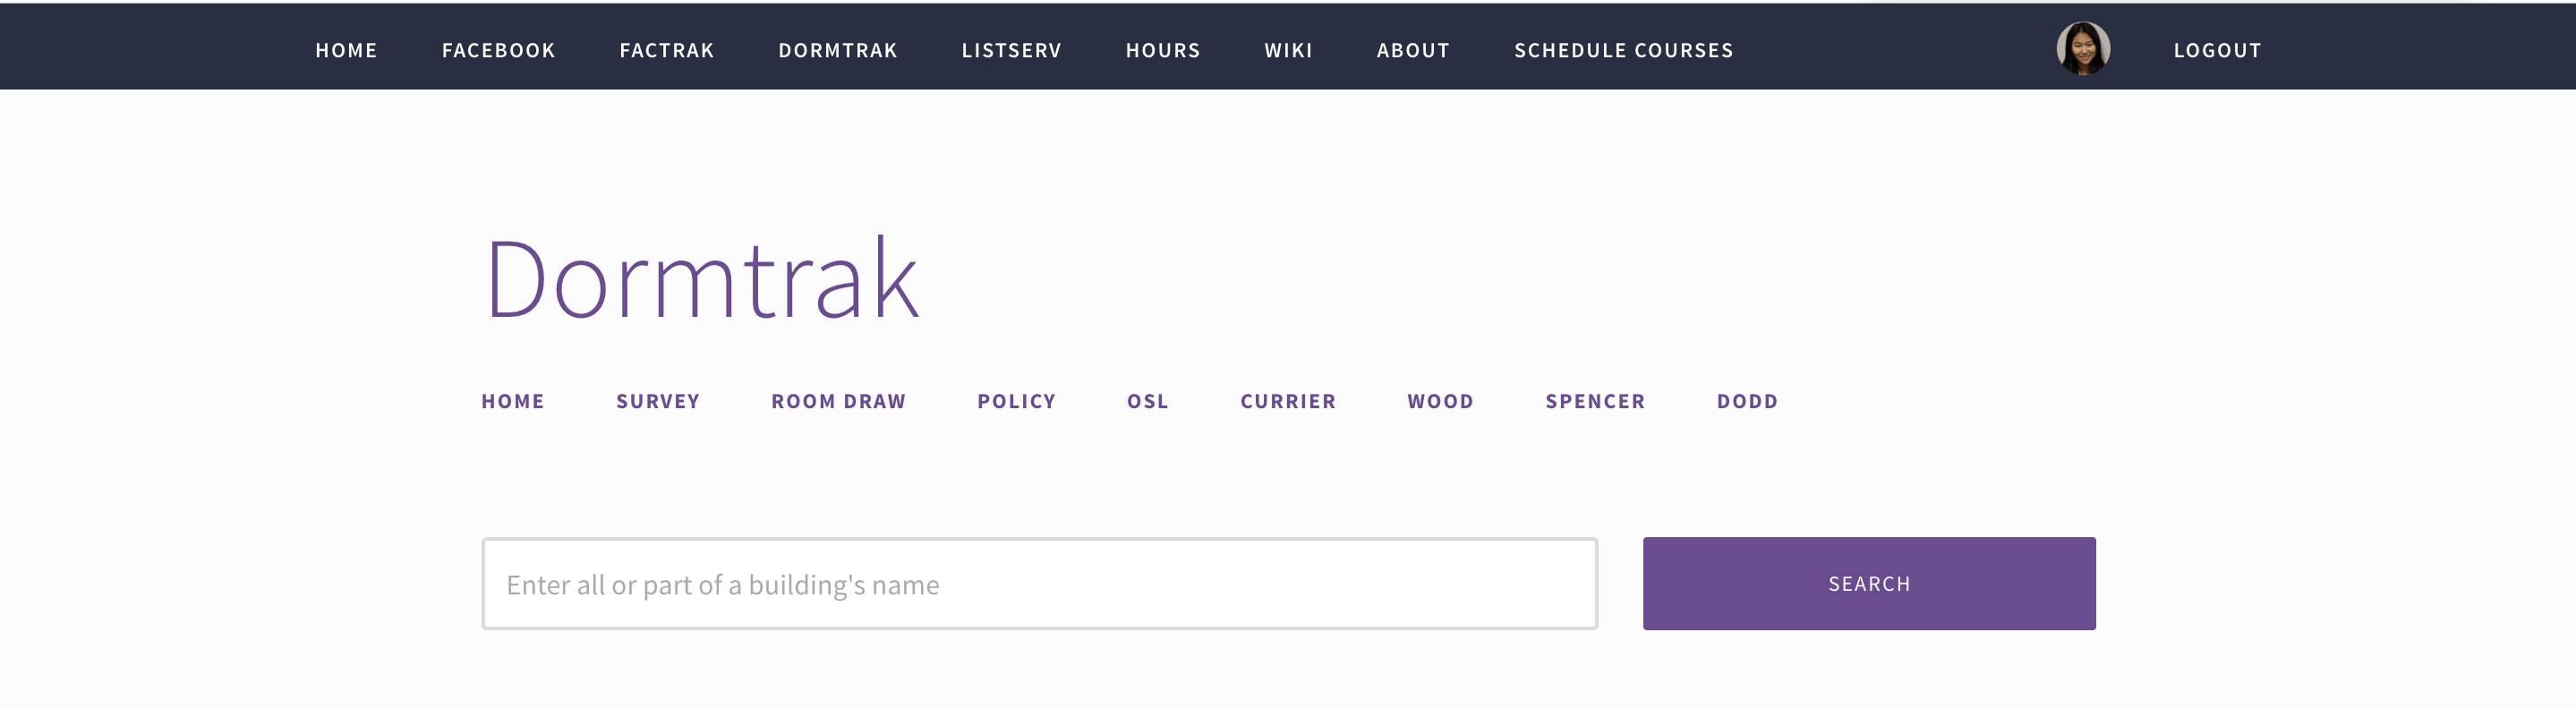 HOME FACEBOOK FACTRAK DORMTRAK LISTSERV HOURS WIKI ABOUT SCHEDULE COURSES LOGOUT
Dormtrak
HOME SURVEY ROOM DRAW POLICY OSL CURRIER WOOD SPENCER DODD
Enter all or part of a building's name SEARCH